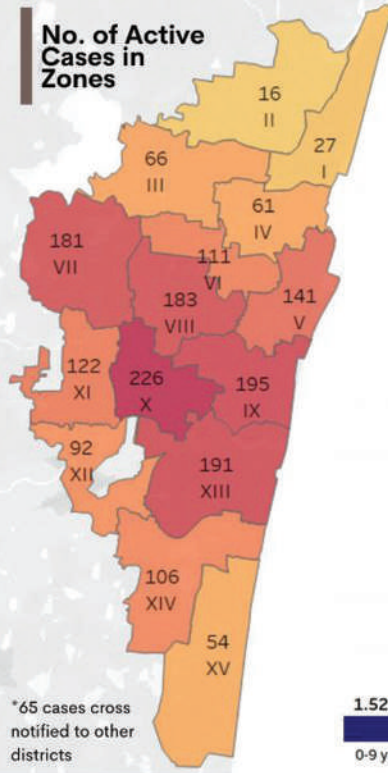 No. of Active
Cases in
Zones
16
II
27
I
66
III
61
IV
181
VII
111
VI
183
VIII
141
V
122
XI
226
X
195
IX
92
XII
191
XIII
106
XIV
54
XV
*65 cases cross
notified to other
districts
1.52
0-9 y